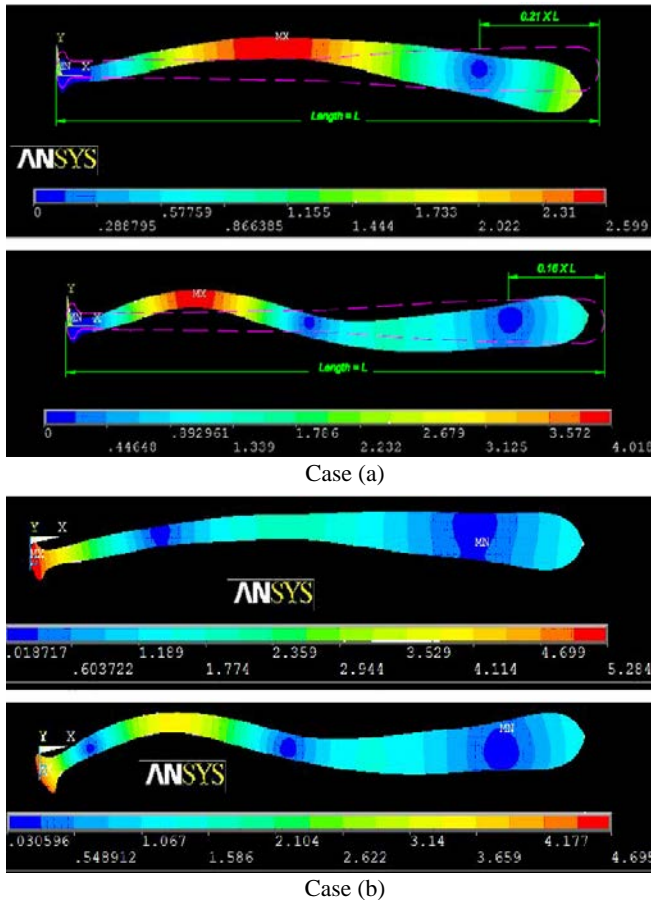 0.21 X L
Y
MX
MN X
Length = L
ANSYS
0 .57759 1.155 1.733 2.31
.288795 .866385 1.444 2.022 2.599
0.16 X L
Y
MX
MN X
Length = L
0 .892961 1.786 2.679 3.572
.44648 1.339 2.232 3.125 4.018
Case (a)
Y X
MX
MN
ANSYS
.018717 1.189 2.359 3.529 4.699
.603722 1.774 2.944 4.114 5.284
Y X
MN
ANSYS
.030596 1.067 2.104 3.14 4.177
.548912 1.586 2.622 3.659 4.695
Case (b)